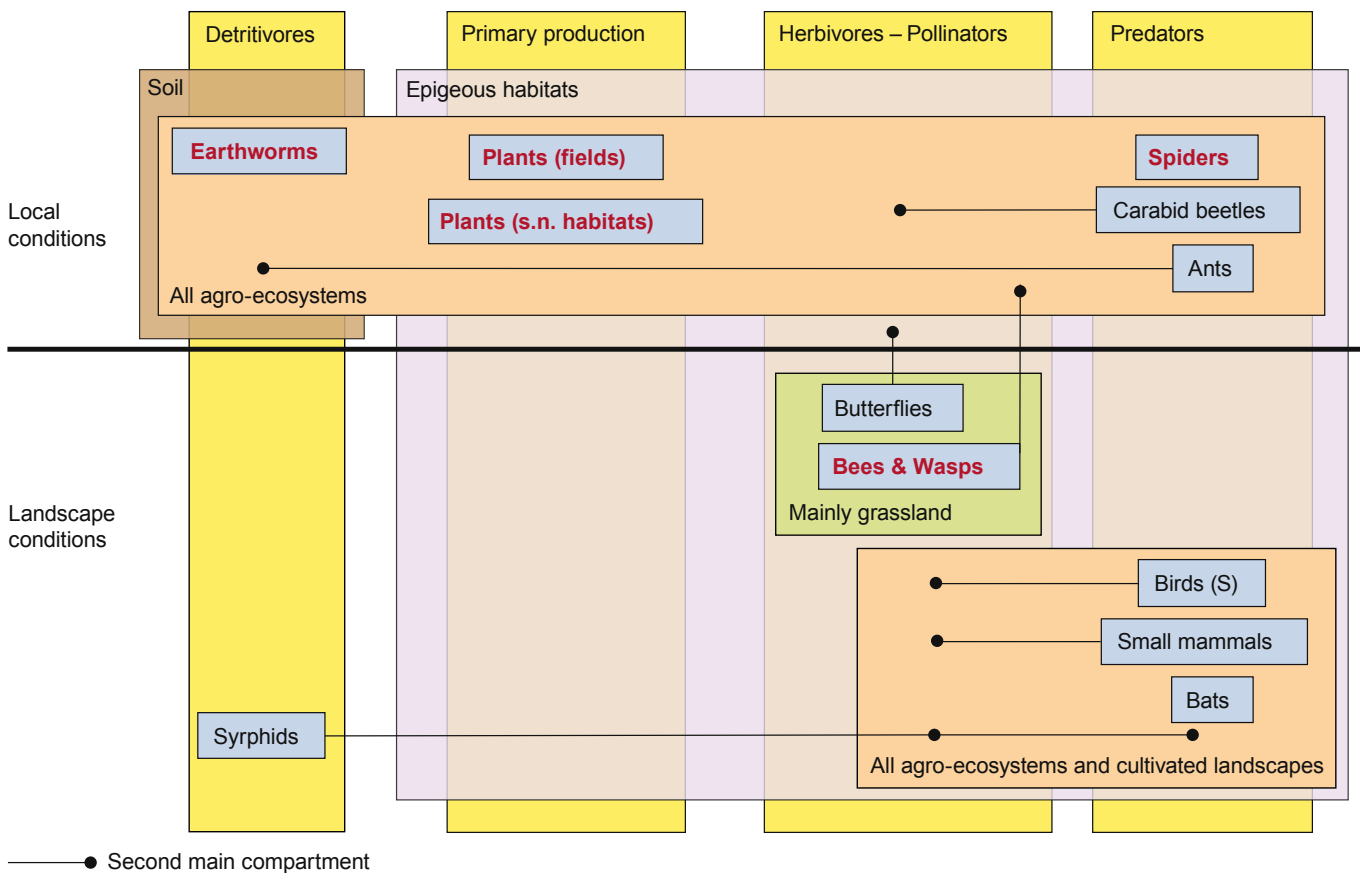 Detritivores
Primary production
Herbivores – Pollinators
Predators
Soil
Epigeous habitats
Earthworms
Plants (fields)
Spiders
Plants (s.n. habitats)
Carabid beetles
Local
conditions
Ants
All agro-ecosystems
Butterflies
Bees & Wasps
Mainly grassland
Landscape
conditions
Birds (S)
Small mammals
Bats
Syrphids
All agro-ecosystems and cultivated landscapes
Second main compartment